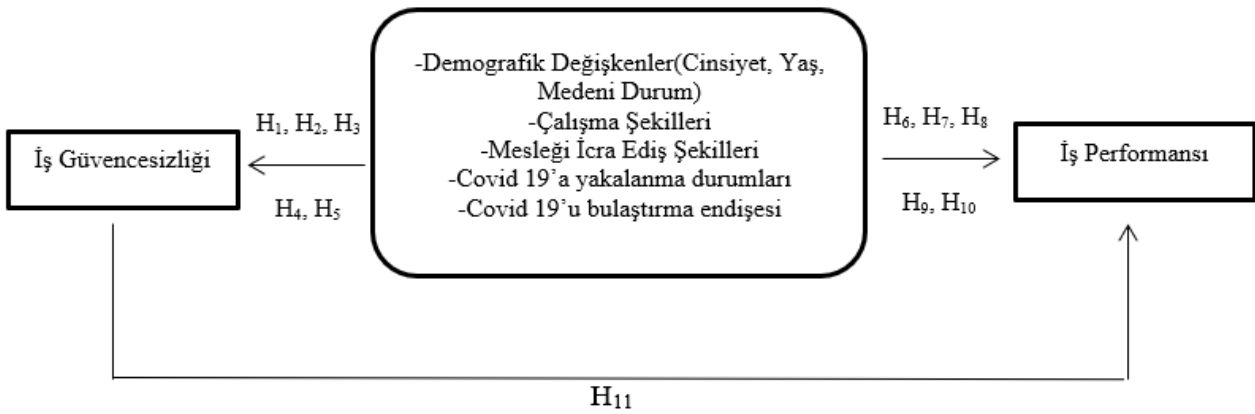 -Demografik Değişkenler(Cinsiyet, Yaş,
Medeni Durum)
-Çalışma Şekilleri
-Mesleği İcra Ediş Şekilleri
-Covid 19’a yakalanma durumları
-Covid 19’u bulaştırma endişesi
H₁, H₂, H₃
H₄, H₅
İş Güvencesizliği
H₆, H₇, H₈
H₉, H₁₀
İş Performansı
H₁₁